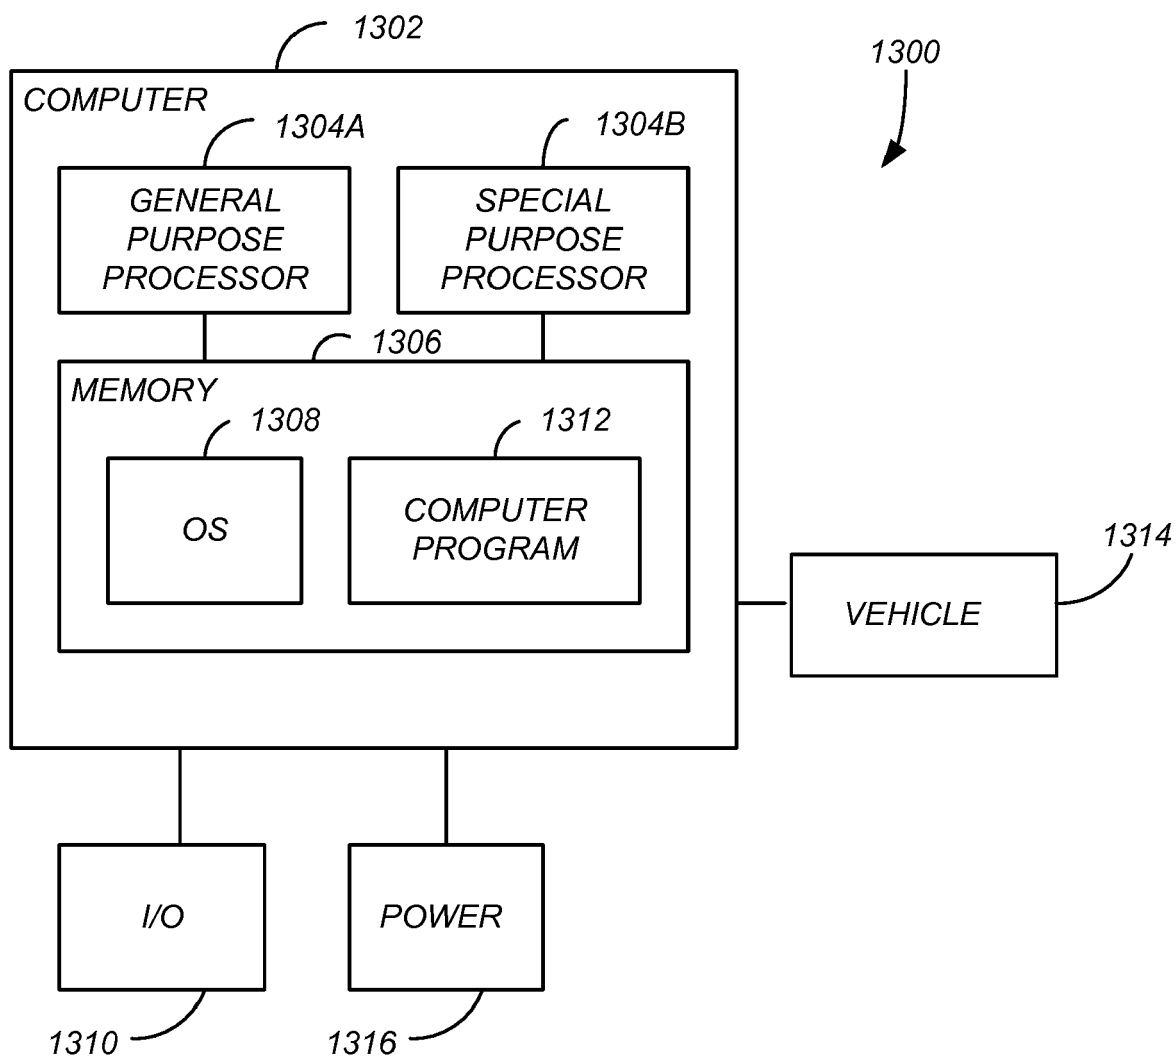 1302
1300
COMPUTER
1304A
1304B
GENERAL
PURPOSE
PROCESSOR
SPECIAL
PURPOSE
PROCESSOR
1306
MEMORY
1308
1312
OS
COMPUTER
PROGRAM
1314
VEHICLE
I/O
POWER
1310
1316